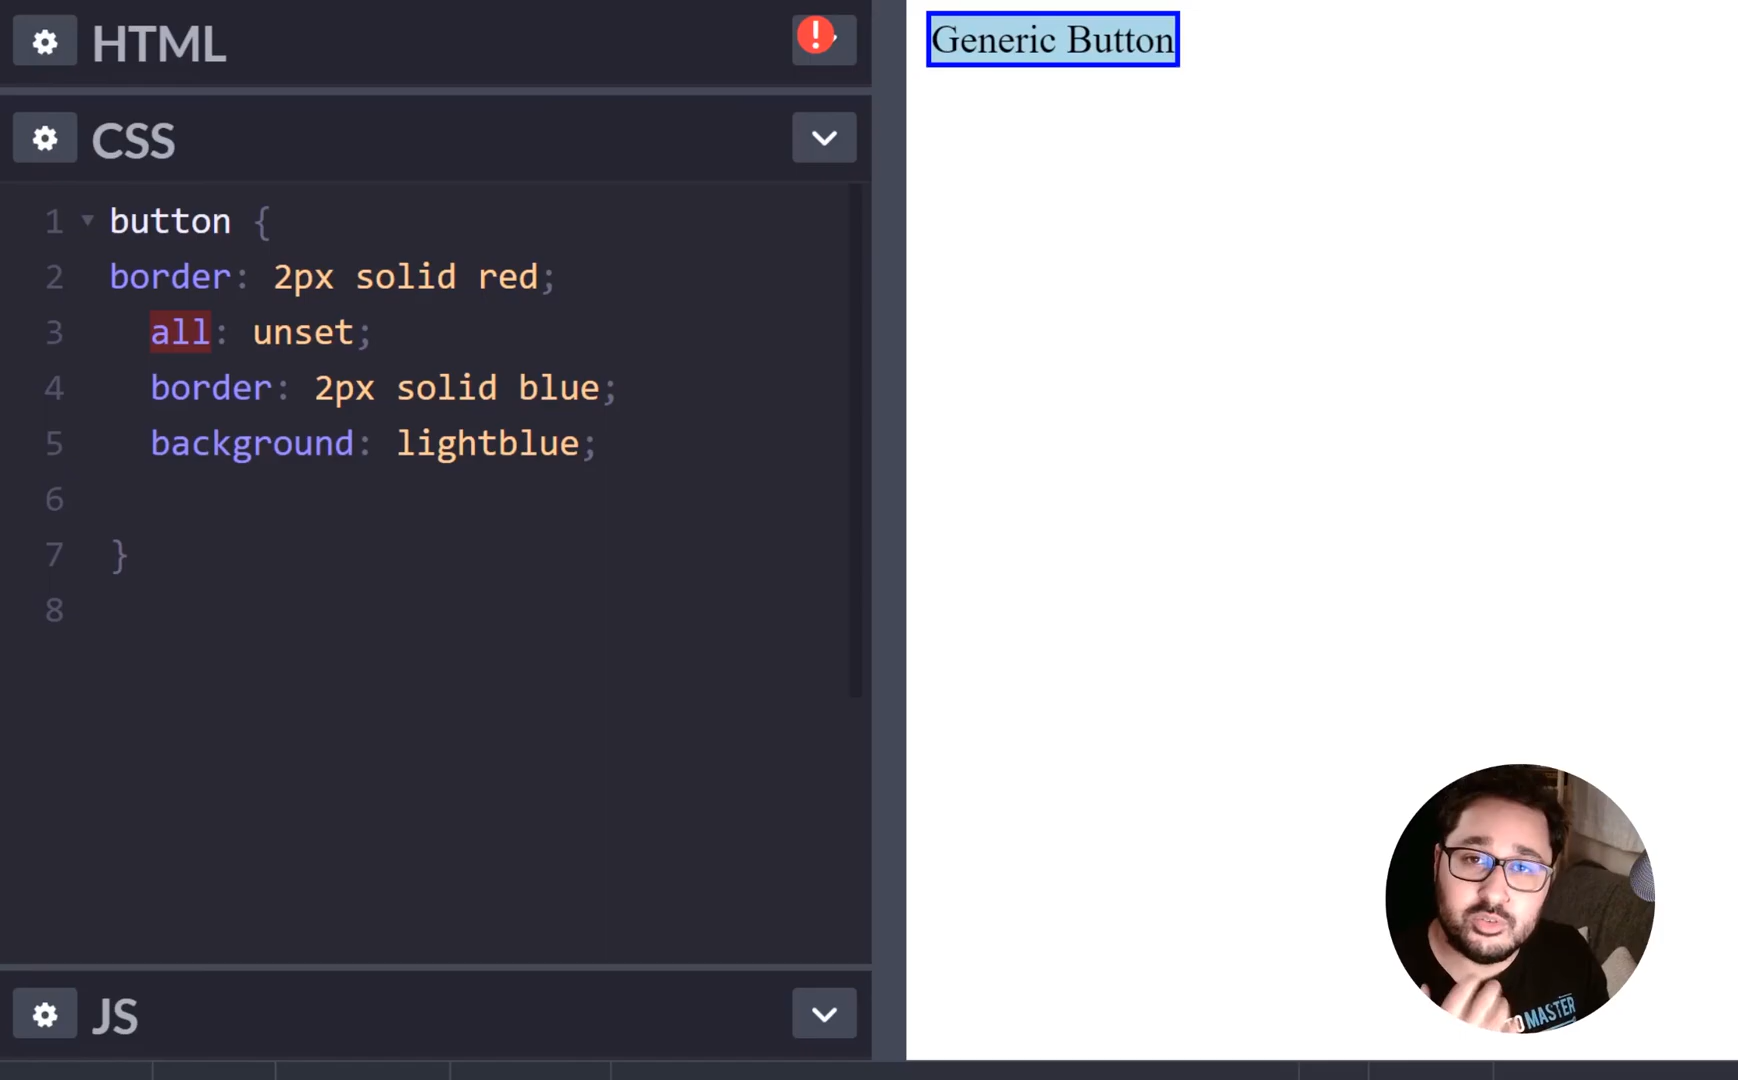 HTML
!
CSS
1 button {
2 border: 2px solid red;
3 all: unset;
4 border: 2px solid blue;
5 background: lightblue;
6
7 }
8
JS
Generic Button
TO MASTER